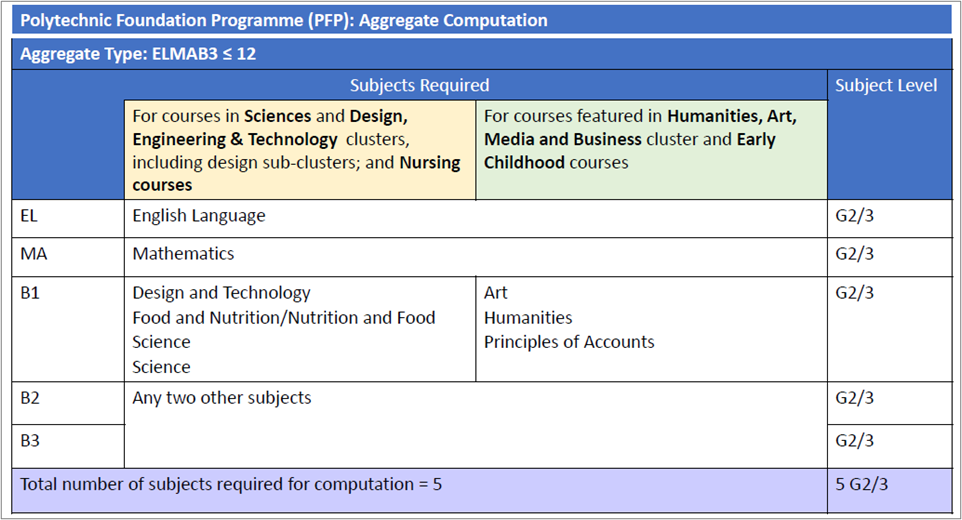 Polytechnic Foundation Programme (PFP): Aggregate Computation
Aggregate Type: ELMAB3 ≤ 12
Subjects Required
Subject Level
For courses in Sciences and Design,
Engineering & Technology clusters,
including design sub-clusters; and Nursing
courses
For courses featured in Humanities, Art,
Media and Business cluster and Early
Childhood courses
EL
English Language
G2/3
MA
Mathematics
G2/3
B1
Design and Technology
Food and Nutrition/Nutrition and Food
Science
Science
Art
Humanities
Principles of Accounts
G2/3
B2
Any two other subjects
G2/3
B3
G2/3
Total number of subjects required for computation = 5
5 G2/3